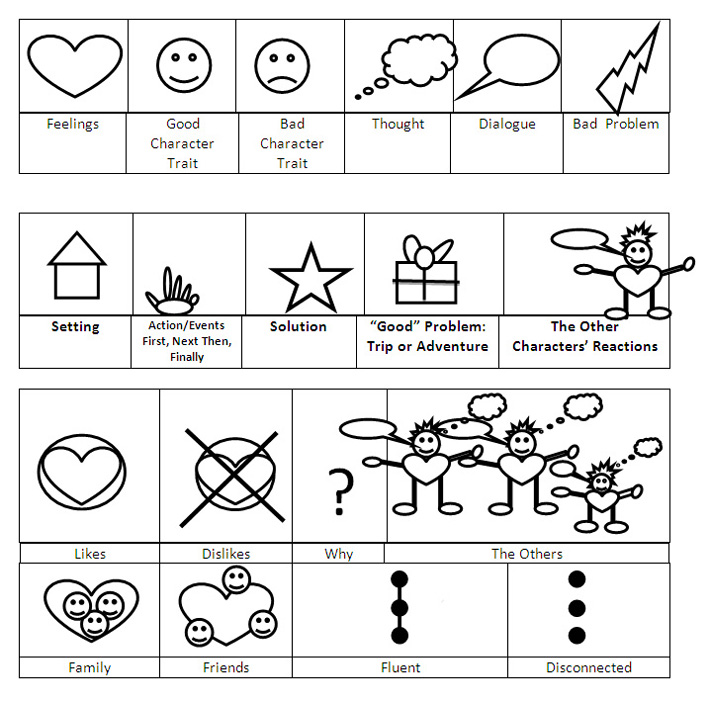 Feelings
Good
Character
Trait
Bad
Character
Trait
Thought
Dialogue
Bad Problem
Setting
Action/Events
First, Next Then,
Finally
Solution
“Good” Problem:
Trip or Adventure
The Other
Characters’ Reactions
?
Likes
Dislikes
Why
The Others
Family
Friends
Fluent
Disconnected